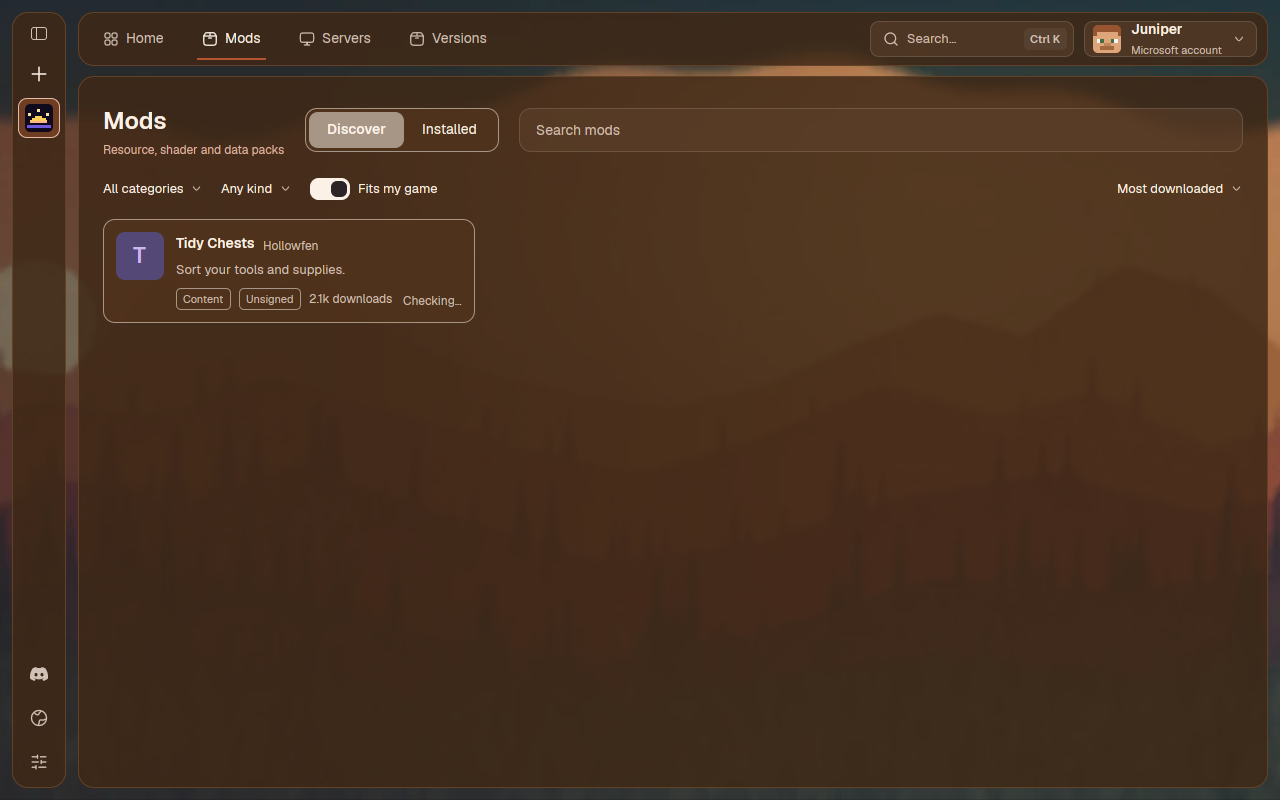 Home
Mods
Servers
Versions
Search...
Ctrl K
Juniper
Microsoft account
Mods
Resource, shader and data packs
Discover
Installed
Search mods
All categories
Any kind
Fits my game
Most downloaded
T
Tidy Chests
Hollowfen
Sort your tools and supplies.
Content
Unsigned
2.1k downloads
Checking...